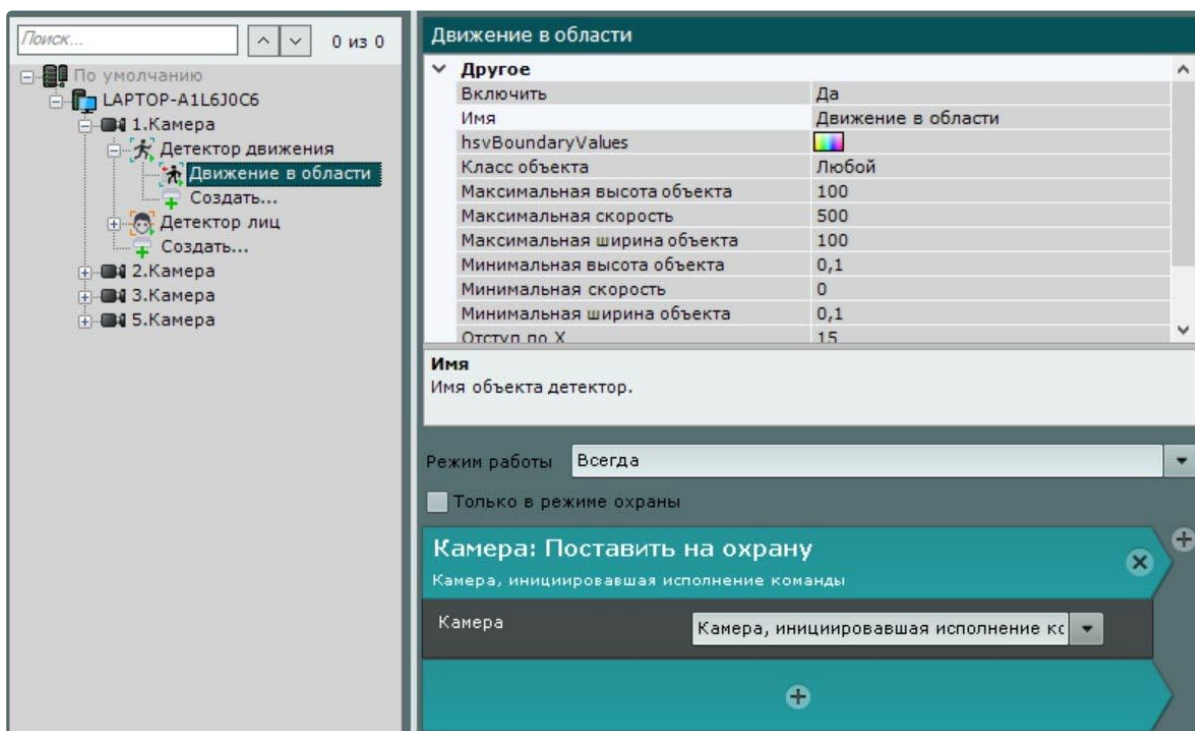 Поиск...
0 из 0
По умолчанию
LAPTOP-A1L6J0C6
1.Камера
Детектор движения
Движение в области
Создать...
Детектор лиц
Создать...
2.Камера
3.Камера
5.Камера
Движение в области
Другое
Включить Да
Имя Движение в области
hsvBoundaryValues
Класс объекта Любой
Максимальная высота объекта 100
Максимальная скорость 500
Максимальная ширина объекта 100
Минимальная высота объекта 0,1
Минимальная скорость 0
Минимальная ширина объекта 0,1
Отступ по X 15
Имя
Имя объекта детектор.
Режим работы Всегда
Только в режиме охраны
Камера: Поставить на охрану
Камера, инициировавшая исполнение команды
Камера Камера, инициировавшая исполнение кс